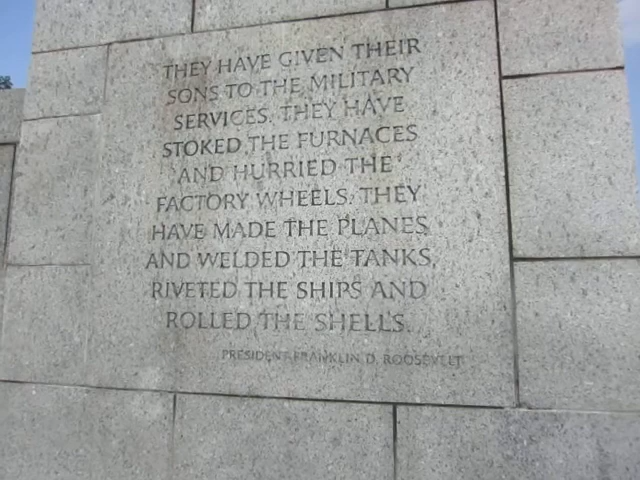 THEY HAVE GIVEN THEIR
SONS TO THE MILITARY
SERVICES. THEY HAVE
STOKED THE FURNACES
AND HURRIED THE
FACTORY WHEELS. THEY
HAVE MADE THE PLANES
AND WELDED THE TANKS,
RIVETED THE SHIPS AND
ROLLED THE SHELLS.
PRESIDENT FRANKLIN D. ROOSEVELT